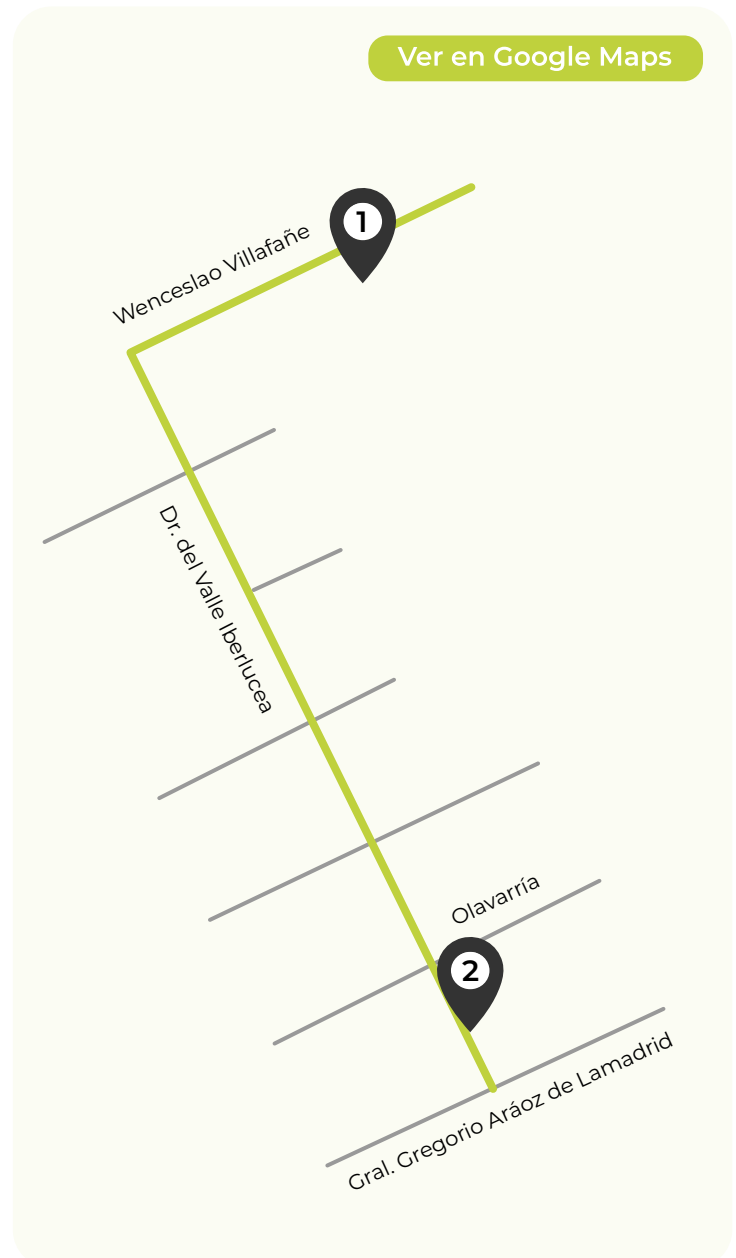 Ver en Google Maps
1
Wenceslao Villafañe
Dr. del Valle Iberlucea
Olavarría
2
Gral. Gregorio Aráoz de Lamadrid